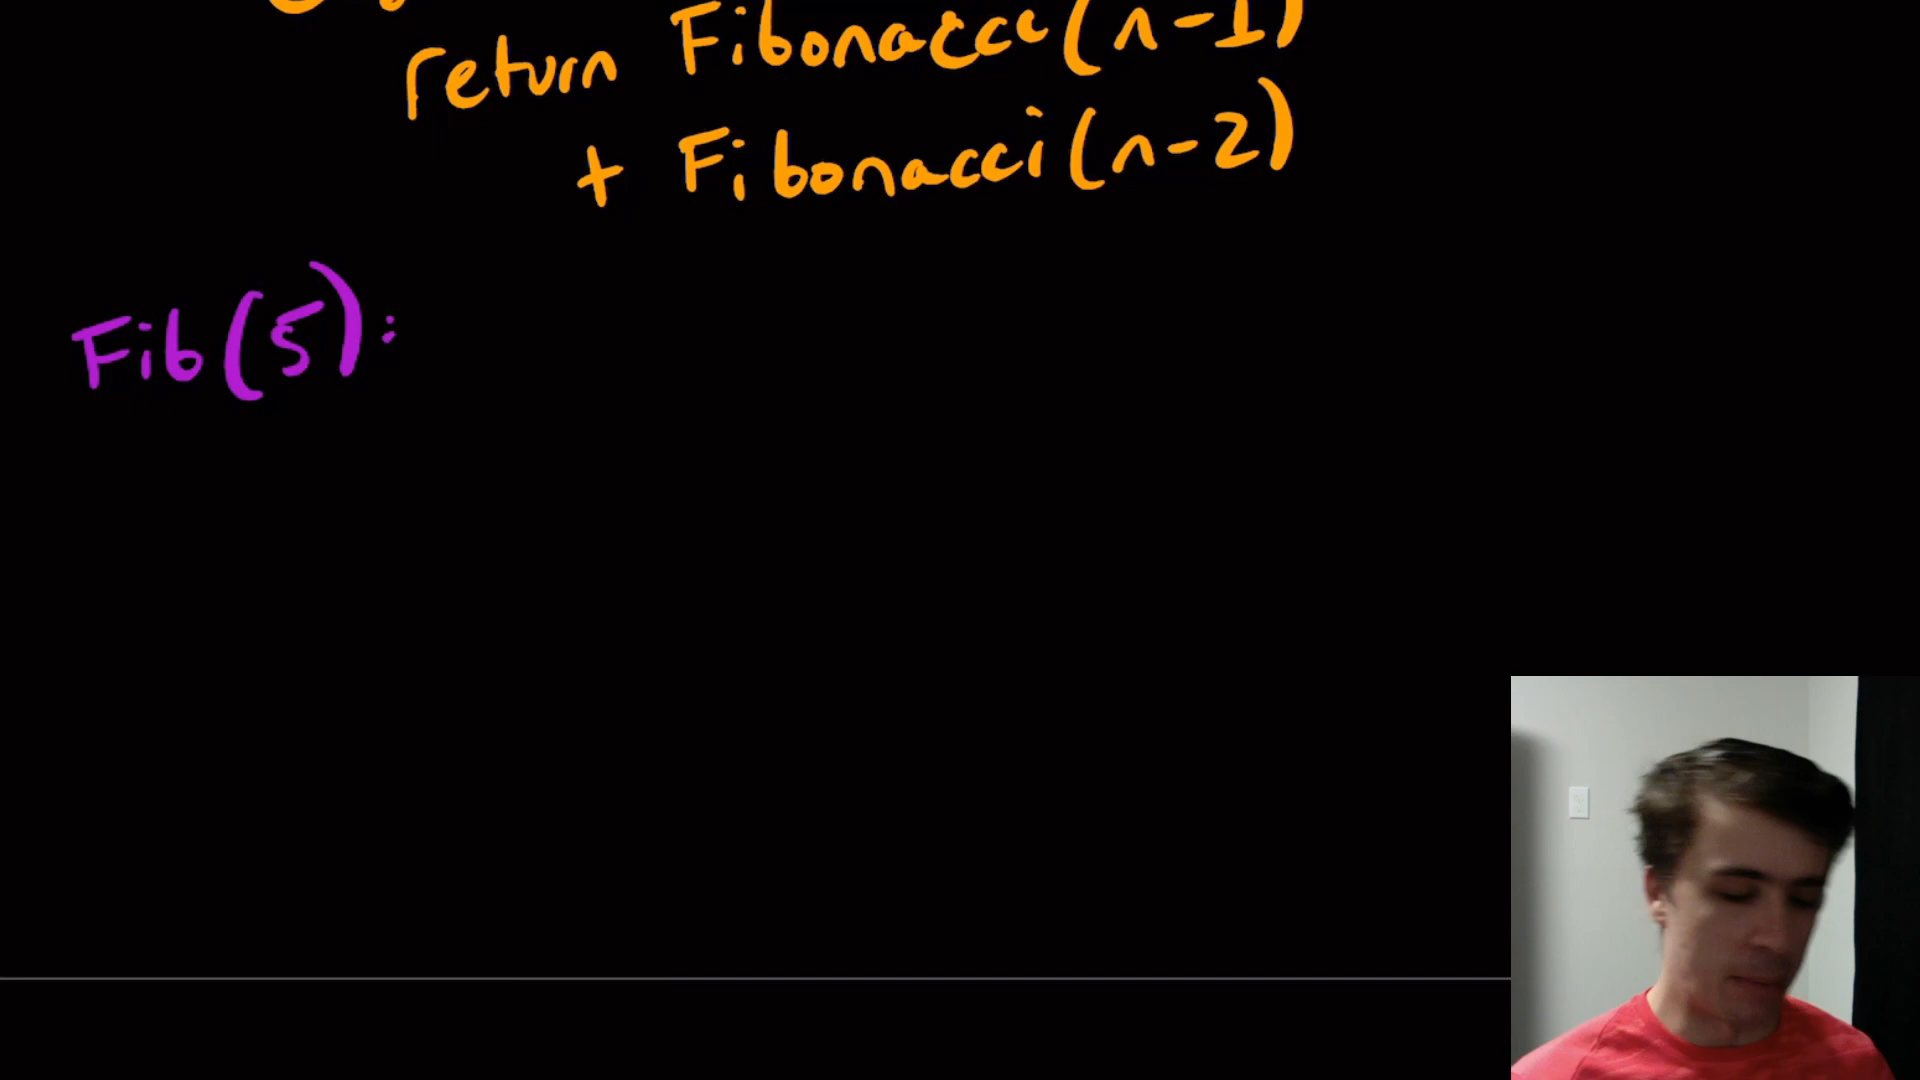 return Fibonacci(n-1)
+ Fibonacci(n-2)
Fib(5):